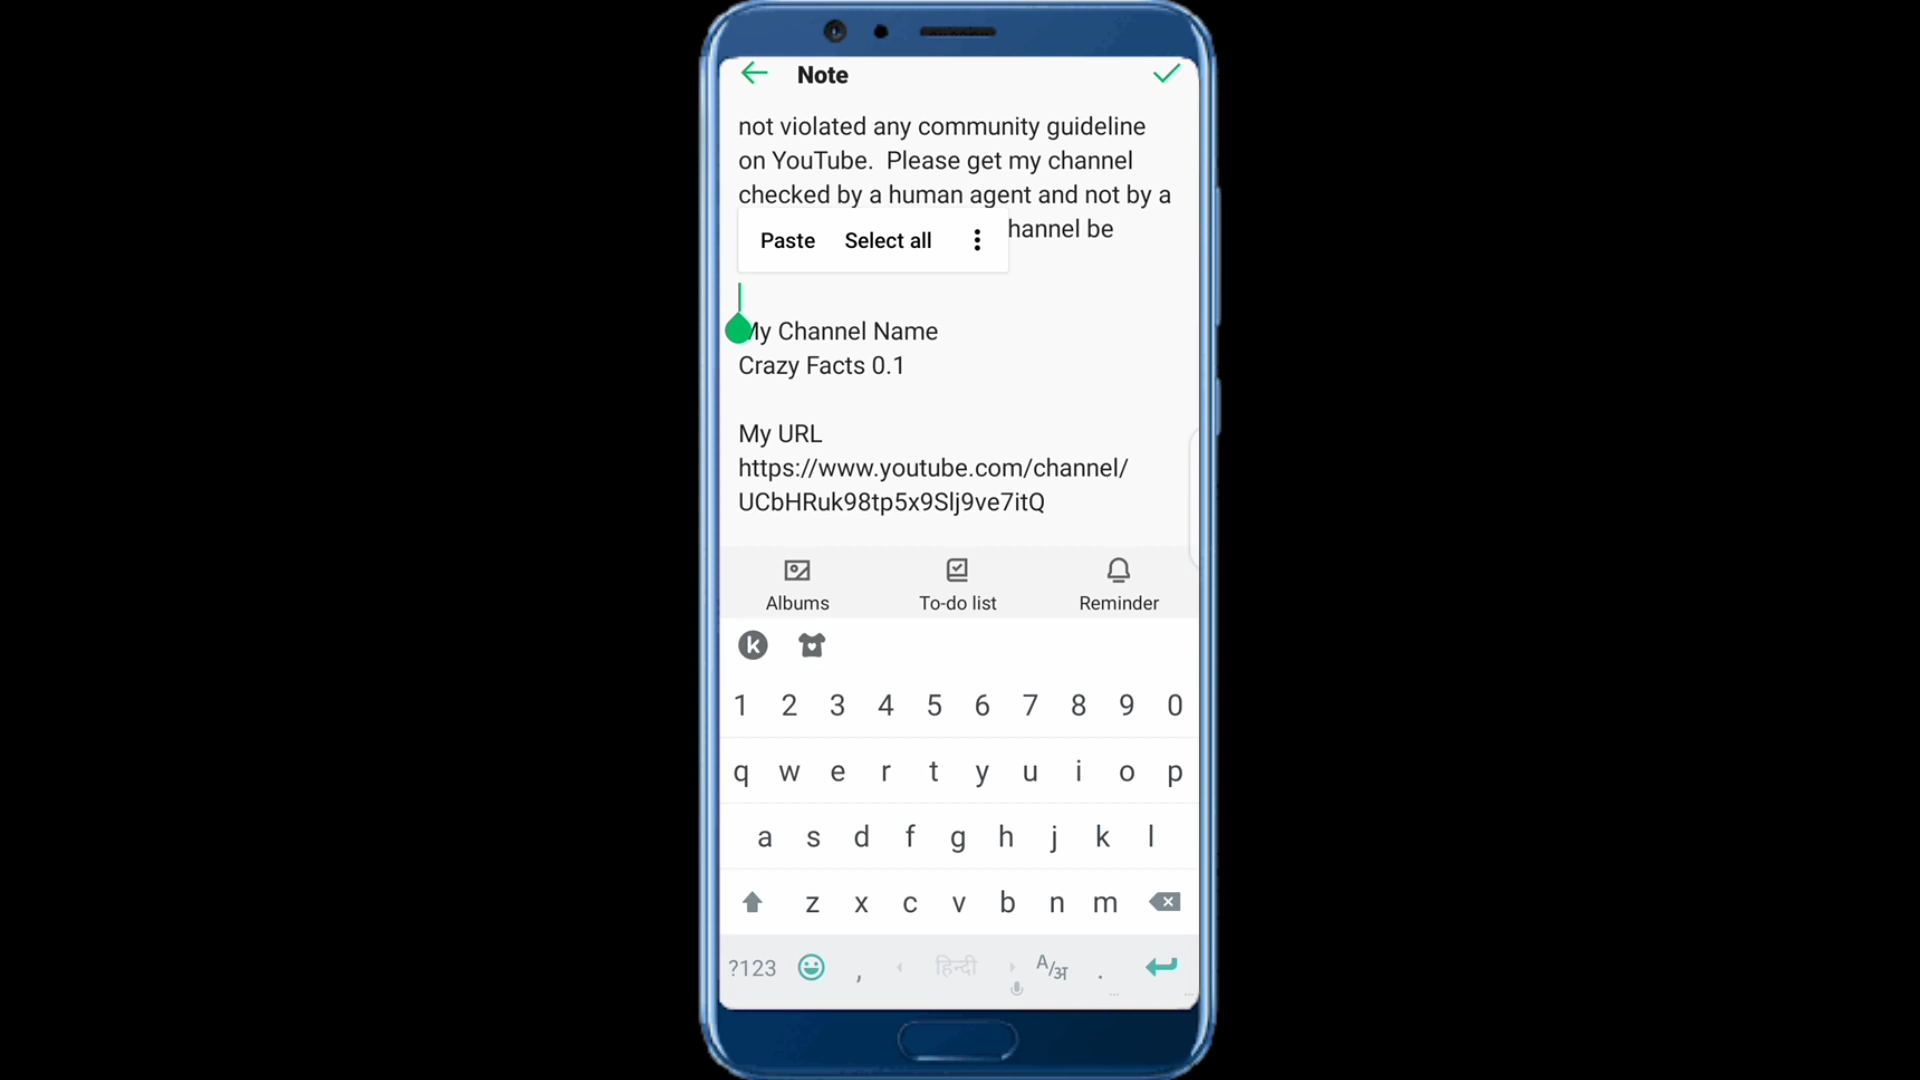 Note
not violated any community guideline
on YouTube.  Please get my channel
checked by a human agent and not by a
hannel be
Paste Select all
My Channel Name
Crazy Facts 0.1
My URL
https://www.youtube.com/channel/
UCbHRuk98tp5x9Slj9ve7itQ
Albums To-do list Reminder
k
1 2 3 4 5 6 7 8 9 0
q w e r t y u i o p
a s d f g h j k l
z x c v b n m
?123 , हिन्दी A/अ .